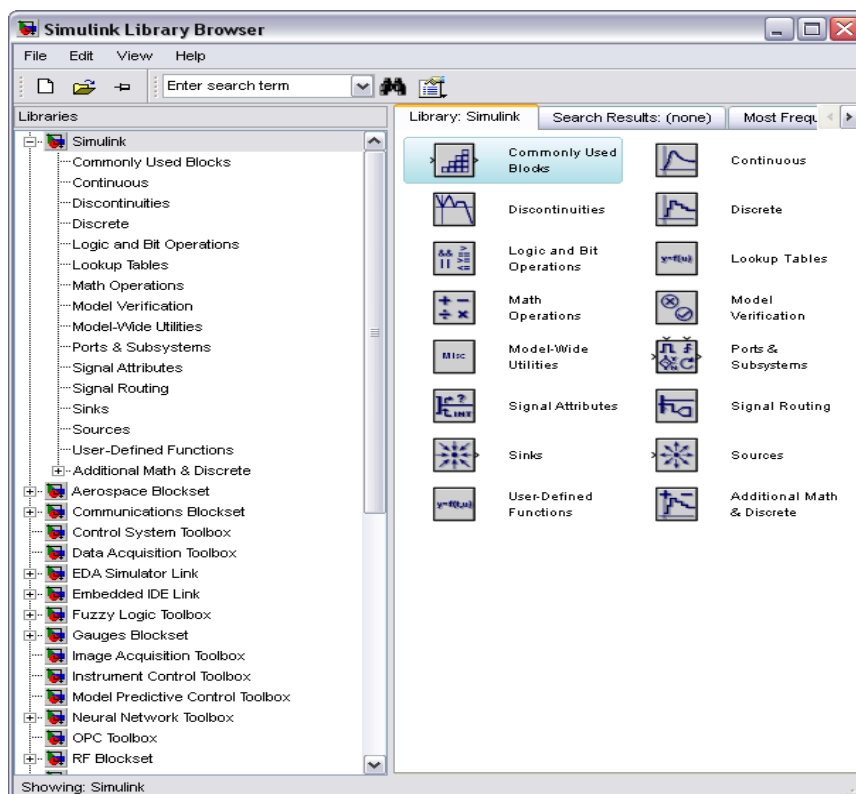 Simulink Library Browser
File Edit View Help
Enter search term
Libraries
Simulink
Commonly Used Blocks
Continuous
Discontinuities
Discrete
Logic and Bit Operations
Lookup Tables
Math Operations
Model Verification
Model-Wide Utilities
Ports & Subsystems
Signal Attributes
Signal Routing
Sinks
Sources
User-Defined Functions
Additional Math & Discrete
Aerospace Blockset
Communications Blockset
Control System Toolbox
Data Acquisition Toolbox
EDA Simulator Link
Embedded IDE Link
Fuzzy Logic Toolbox
Gauges Blockset
Image Acquisition Toolbox
Instrument Control Toolbox
Model Predictive Control Toolbox
Neural Network Toolbox
OPC Toolbox
RF Blockset
Library: Simulink Search Results: (none) Most Frequ
Commonly Used
Blocks
Continuous
Discontinuities
Discrete
&& >
|| >=
<=
Logic and Bit
Operations
y=f(u)
Lookup Tables
+ −
÷ ×
Math
Operations
Model
Verification
Misc
Model-Wide
Utilities
Ports &
Subsystems
?
INT
Signal Attributes
Signal Routing
Sinks
Sources
y=f(t,u)
User-Defined
Functions
Additional Math
& Discrete
Showing: Simulink